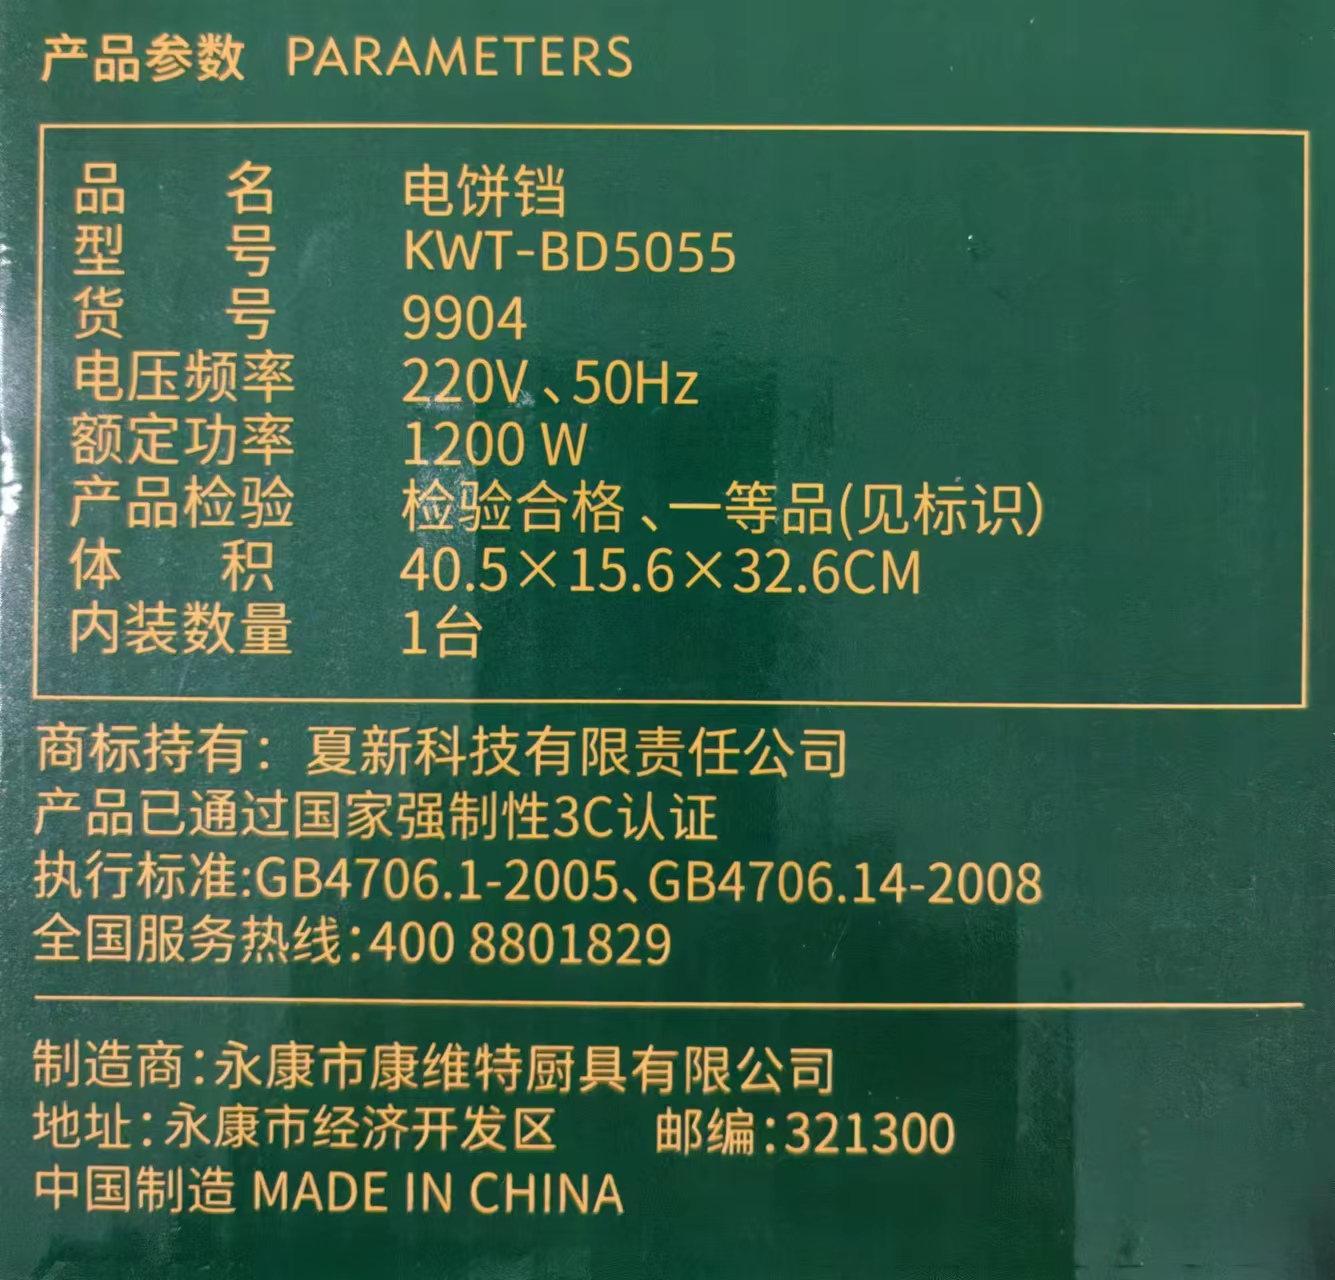 产品参数 PARAMETERS
品名 电饼铛
型号 KWT-BD5055
货号 9904
电压频率 220V、50Hz
额定功率 1200 W
产品检验 检验合格、一等品(见标识)
体积 40.5×15.6×32.6CM
内装数量 1台
商标持有：夏新科技有限责任公司
产品已通过国家强制性3C认证
执行标准:GB4706.1-2005、GB4706.14-2008
全国服务热线：400 8801829
制造商：永康市康维特厨具有限公司
地址：永康市经济开发区 邮编：321300
中国制造 MADE IN CHINA